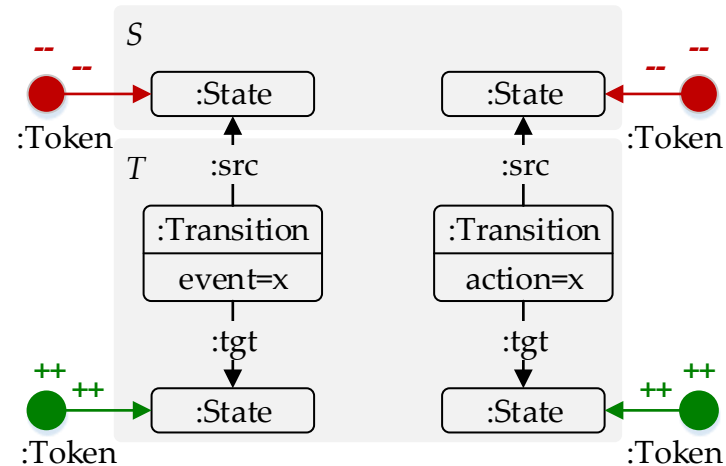 S
-- --
-- --
:State :State
:Token :Token
:src :src
T
:Transition :Transition
event=x action=x
:tgt :tgt
++ ++
++ ++
:State :State
:Token :Token